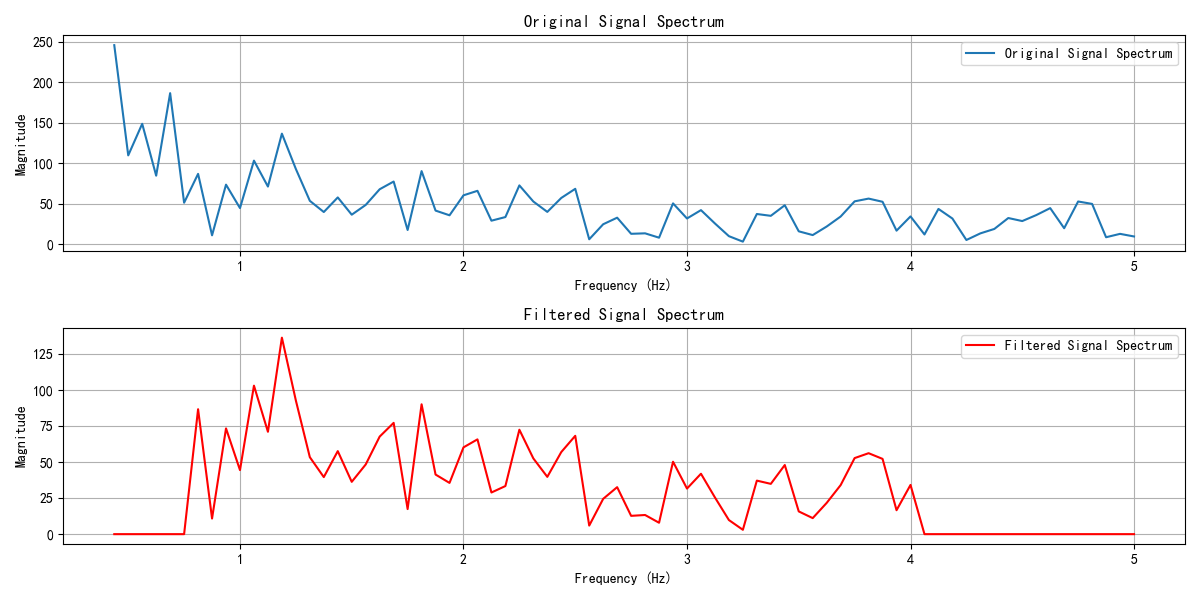 Original Signal Spectrum
250
200
150
100
50
0
Magnitude
Original Signal Spectrum
1 2 3 4 5
Frequency (Hz)
Filtered Signal Spectrum
125
100
75
50
25
0
Magnitude
Filtered Signal Spectrum
1 2 3 4 5
Frequency (Hz)